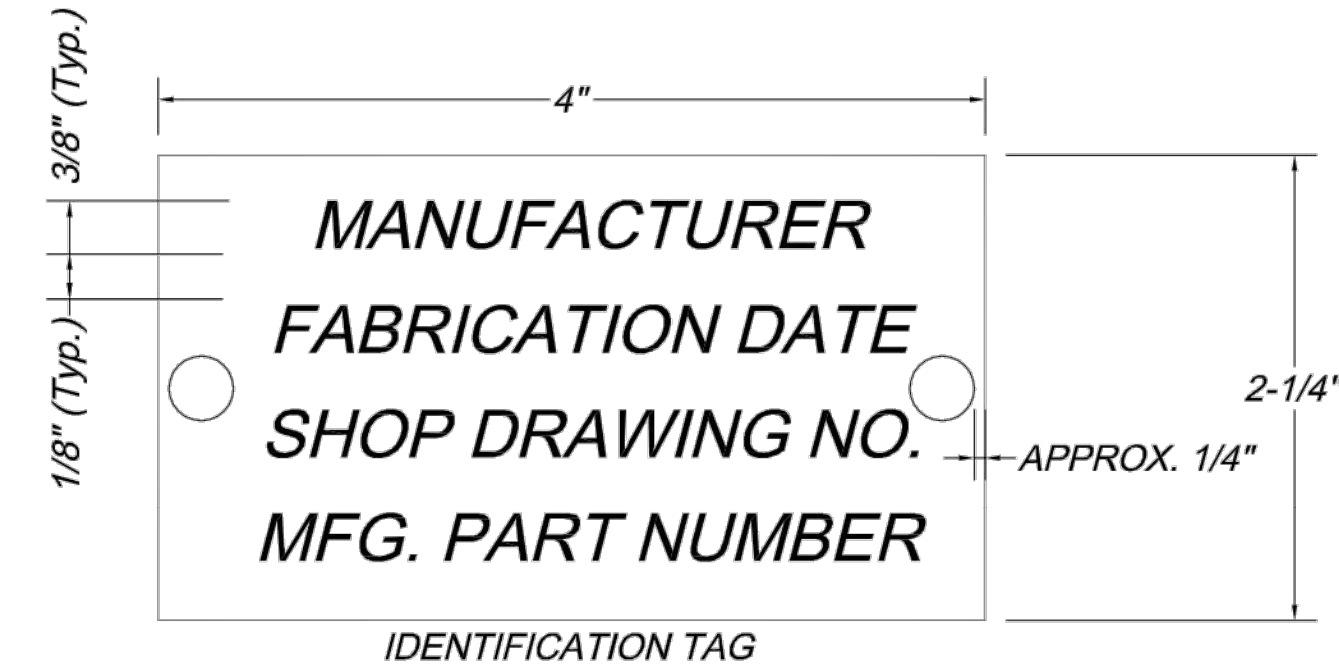 3/8" (Typ.)
4"
MANUFACTURER
FABRICATION DATE
1/8" (Typ.)
2-1/4"
SHOP DRAWING NO.
APPROX. 1/4"
MFG. PART NUMBER
IDENTIFICATION TAG